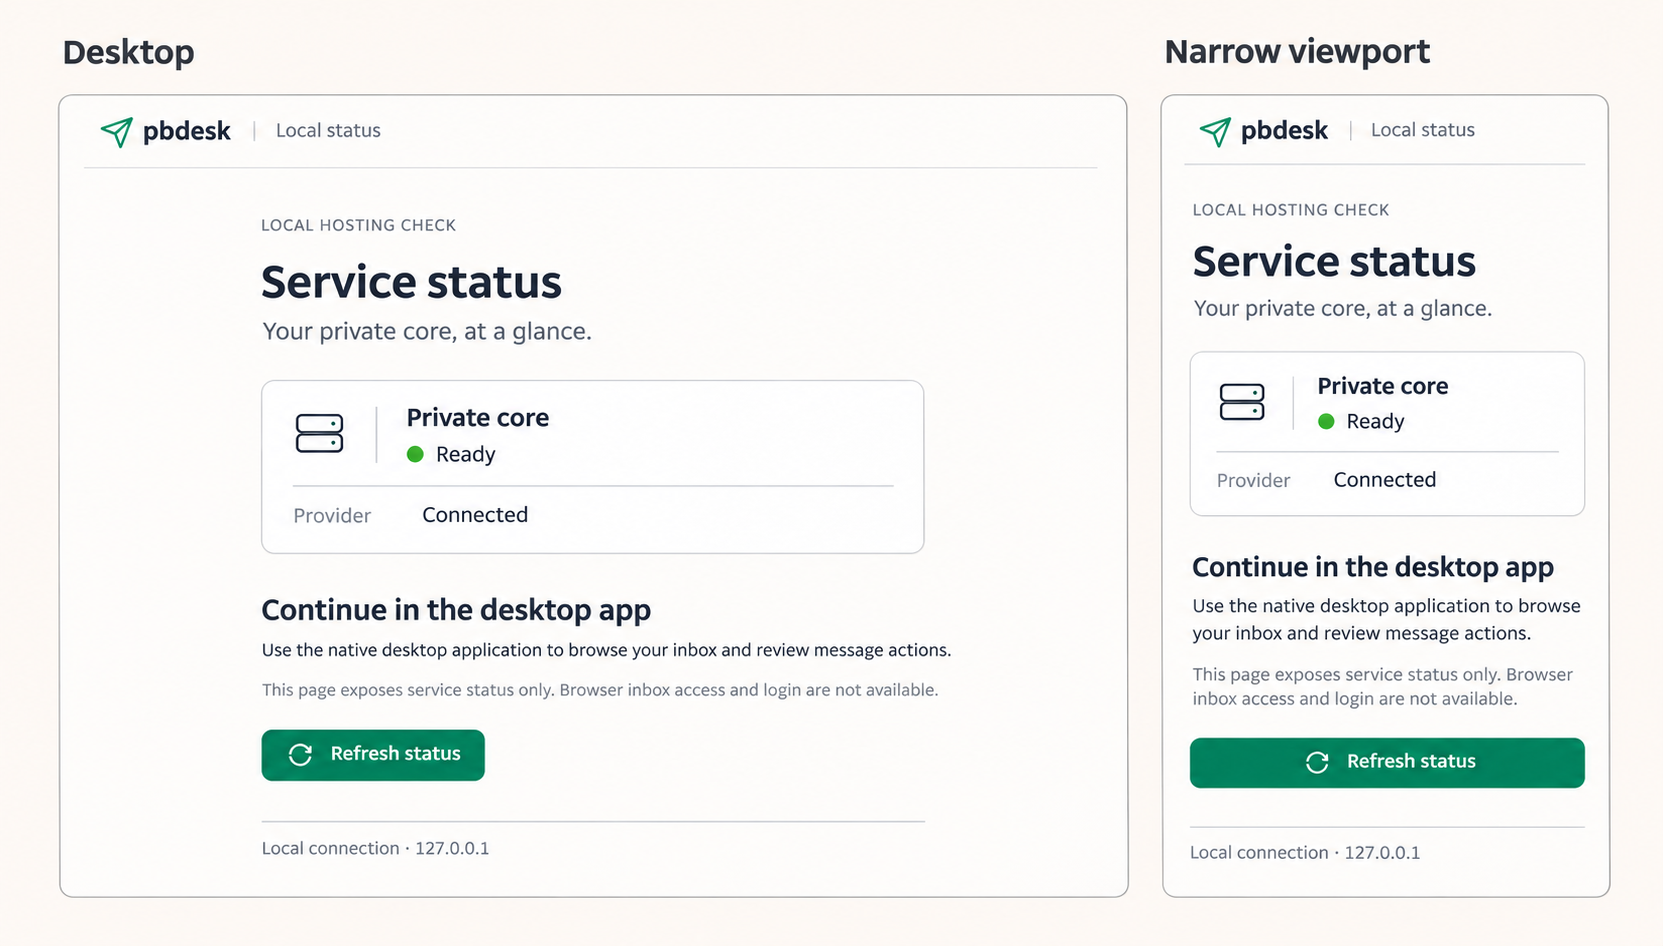 Desktop
pbdesk | Local status
LOCAL HOSTING CHECK
Service status
Your private core, at a glance.
Private core
Ready
Provider Connected
Continue in the desktop app
Use the native desktop application to browse your inbox and review message actions.
This page exposes service status only. Browser inbox access and login are not available.
Refresh status
Local connection · 127.0.0.1
Narrow viewport
pbdesk | Local status
LOCAL HOSTING CHECK
Service status
Your private core, at a glance.
Private core
Ready
Provider Connected
Continue in the desktop app
Use the native desktop application to browse
your inbox and review message actions.
This page exposes service status only. Browser
inbox access and login are not available.
Refresh status
Local connection · 127.0.0.1